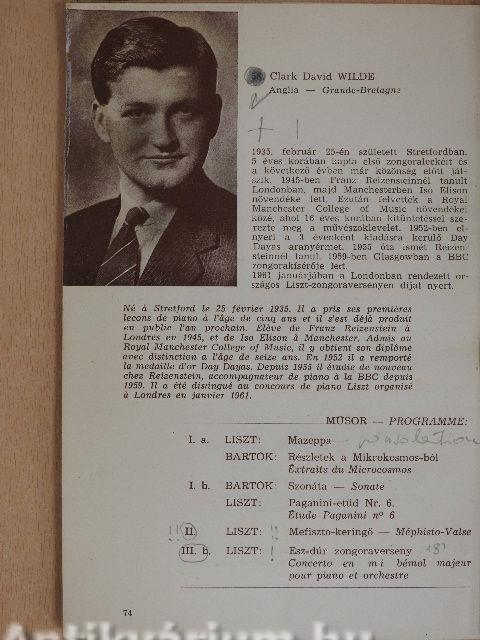 58. Clark David WILDE
Anglia — Grande-Bretagne
1935. február 25-én született Stretfordban.
5 éves korában kapta első zongoraleckéit és
a következő évben már közönség előtt ját-
szik. 1945-ben Franz Reizensteinnél tanult
Londonban, majd Manchesterben Iso Elison
növendéke lett. Ezután felvették a Royal
Manchester College of Music növendékei
közé, ahol 16 éves korában kitüntetéssel sze-
rezte meg a művészoklevelet. 1952-ben el-
nyeri a 3 évenként kiadásra kerülő Day
Dayas aranyérmet. 1955 óta ismét Reizen-
steinnél tanul. 1959-ben Glasgowban a BBC
zongorakísérője lett.
1961 januárjában a Londonban rendezett or-
szágos Liszt-zongoraversenyen díjat nyert.
Né à Stretford le 25 février 1935. Il a pris ses premières
lecons de piano à l'âge de cinq ans et il s'est déjà produit
en public l'an prochain. Élève de Franz Reizenstein à
Londres en 1945, et de Iso Elison à Manchester. Admis au
Royal Manchester College of Music, il y obtient son diplôme
avec distinction a l'âge de seize ans. En 1952 il a remporté
la medaille d'or Day Dayas. Depuis 1955 il étudie de nouveau
chez Reizenstein, accompagnateur de piano à la BBC depuis
1959. Il a été distingué au concours de piano Liszt organisé
à Londres en janvier 1961.
MŰSOR — PROGRAMME:
I. a. LISZT: Mazeppa
BARTÓK: Részletek a Mikrokosmos-ból
Extraits du Microcosmos
I. b. BARTÓK: Szonáta — Sonate
LISZT: Paganini-etüd Nr. 6.
Étude Paganini nº 6
!! II. LISZT: !! Mefiszto-keringő — Méphisto-Valse
III. b. LISZT: ! Esz-dúr zongoraverseny
Concerto en mi bémol majeur
pour piano et orchestre
74
Antikvárium.hu